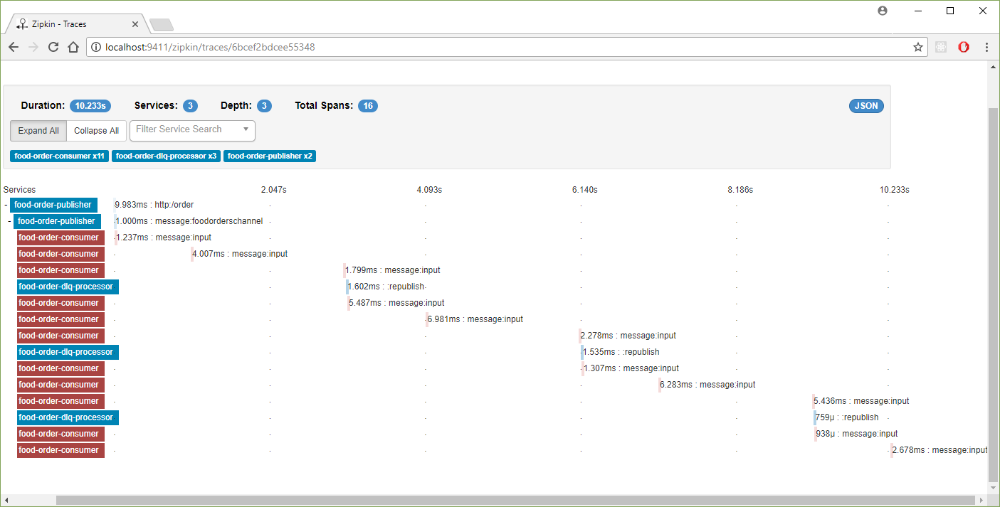 Zipkin - Traces
localhost:9411/zipkin/traces/6bcef2bdcee55348
Duration: 10.233s Services: 3 Depth: 3 Total Spans: 16 JSON
Expand All Collapse All Filter Service Search
food-order-consumer x11 food-order-dlq-processor x3 food-order-publisher x2
Services 2.047s 4.093s 6.140s 8.186s 10.233s
- food-order-publisher 9.983ms : http:/order
- food-order-publisher 1.000ms : message:foodorderschannel
food-order-consumer 1.237ms : message:input
food-order-consumer 4.007ms : message:input
food-order-consumer 1.799ms : message:input
food-order-dlq-processor 1.602ms : :republish
food-order-consumer 5.487ms : message:input
food-order-consumer 6.981ms : message:input
food-order-consumer 2.278ms : message:input
food-order-dlq-processor 1.535ms : :republish
food-order-consumer 1.307ms : message:input
food-order-consumer 6.283ms : message:input
food-order-consumer 5.436ms : message:input
food-order-dlq-processor 759μ : :republish
food-order-consumer 938μ : message:input
food-order-consumer 2.678ms : message:input